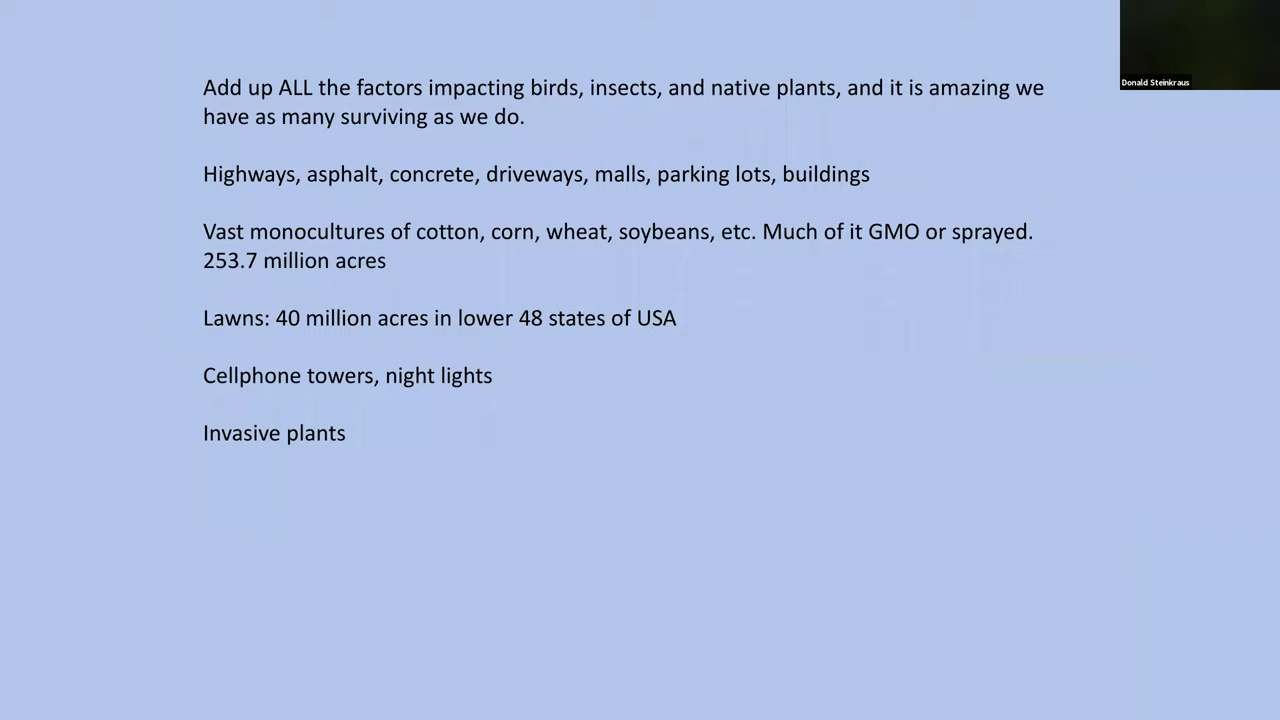 Donald Steinkraus
Add up ALL the factors impacting birds, insects, and native plants, and it is amazing we
have as many surviving as we do.
Highways, asphalt, concrete, driveways, malls, parking lots, buildings
Vast monocultures of cotton, corn, wheat, soybeans, etc. Much of it GMO or sprayed.
253.7 million acres
Lawns: 40 million acres in lower 48 states of USA
Cellphone towers, night lights
Invasive plants